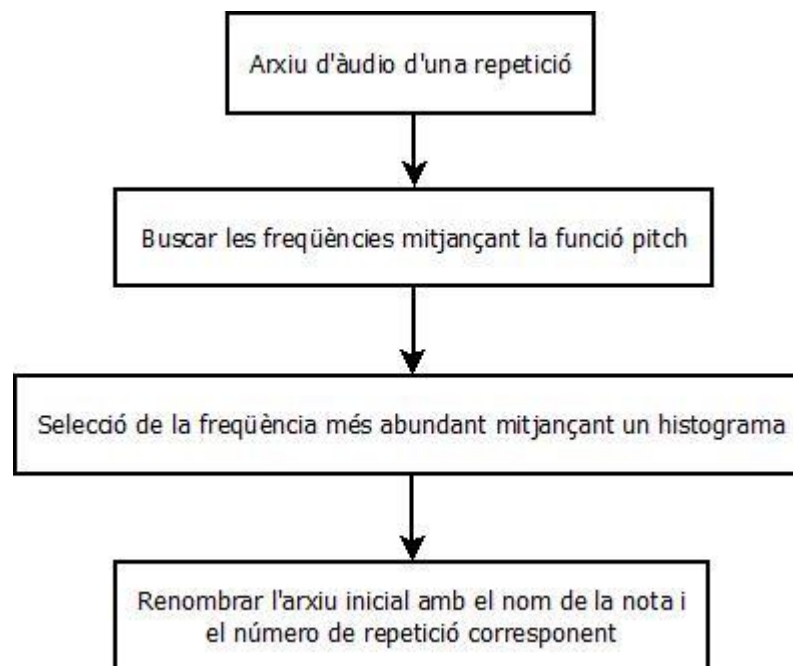 Arxiu d'àudio d'una repetició
Buscar les freqüències mitjançant la funció pitch
Selecció de la freqüència més abundant mitjançant un histograma
Renombrar l'arxiu inicial amb el nom de la nota i
el número de repetició corresponent